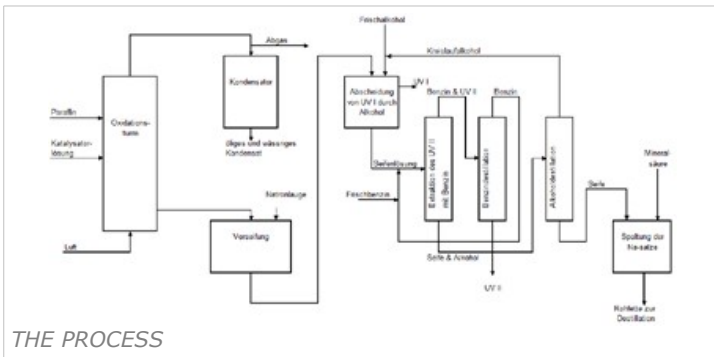 Frischalkohol
Abgas
Kreislaufalkohol
Kondensator
Abscheidung
von UV I durch
Alkohol
UV I
Benzin & UV II
Benzin
Paraffin
Oxidations-
turm
Katalysator-
lösung
öliges und wässriges
Kondensat
Seifenlösung
Extraktion des UV II
mit Benzin
Benzindestillation
Alkoholdestillation
Mineral
säure
Seife
Natronlauge
Frischbenzin
Luft
Verseifung
Seife & Alkohol
Spaltung der
Na-salze
UV II
Rohfette zur
Destillation
THE PROCESS